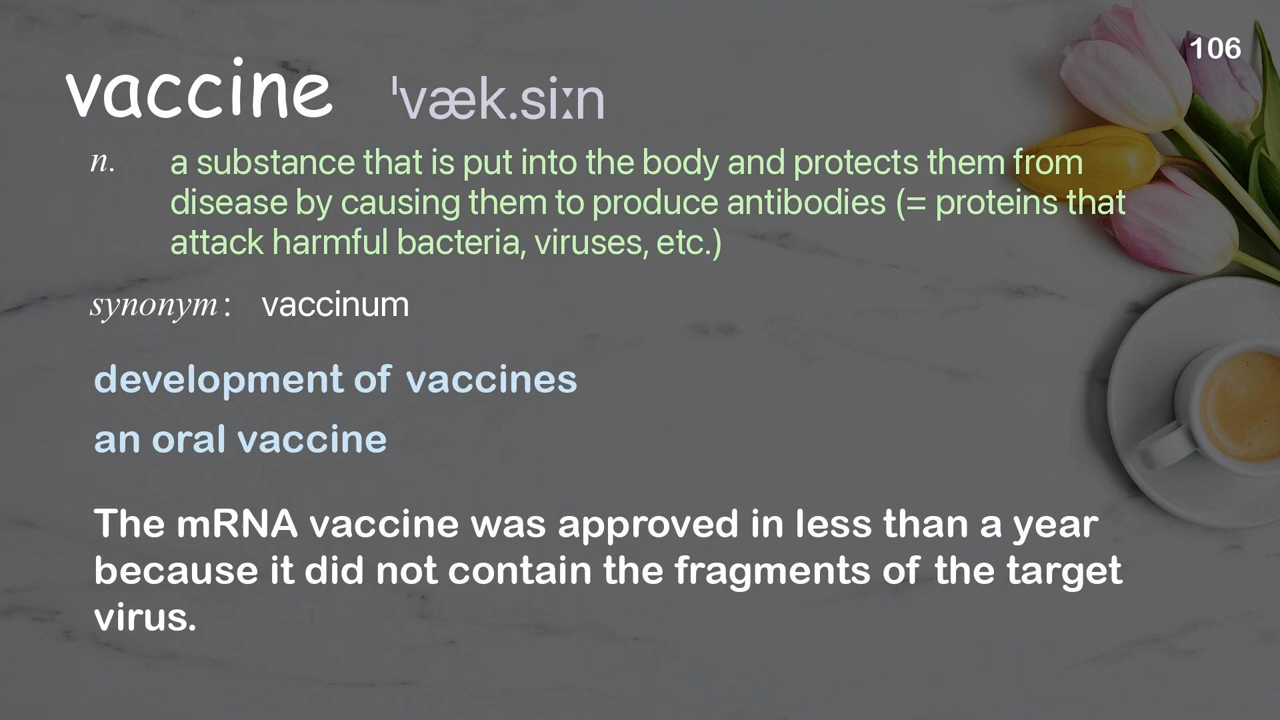 106
vaccine ˈvæk.siːn
n. a substance that is put into the body and protects them from
disease by causing them to produce antibodies (= proteins that
attack harmful bacteria, viruses, etc.)
synonym: vaccinum
development of vaccines
an oral vaccine
The mRNA vaccine was approved in less than a year
because it did not contain the fragments of the target
virus.